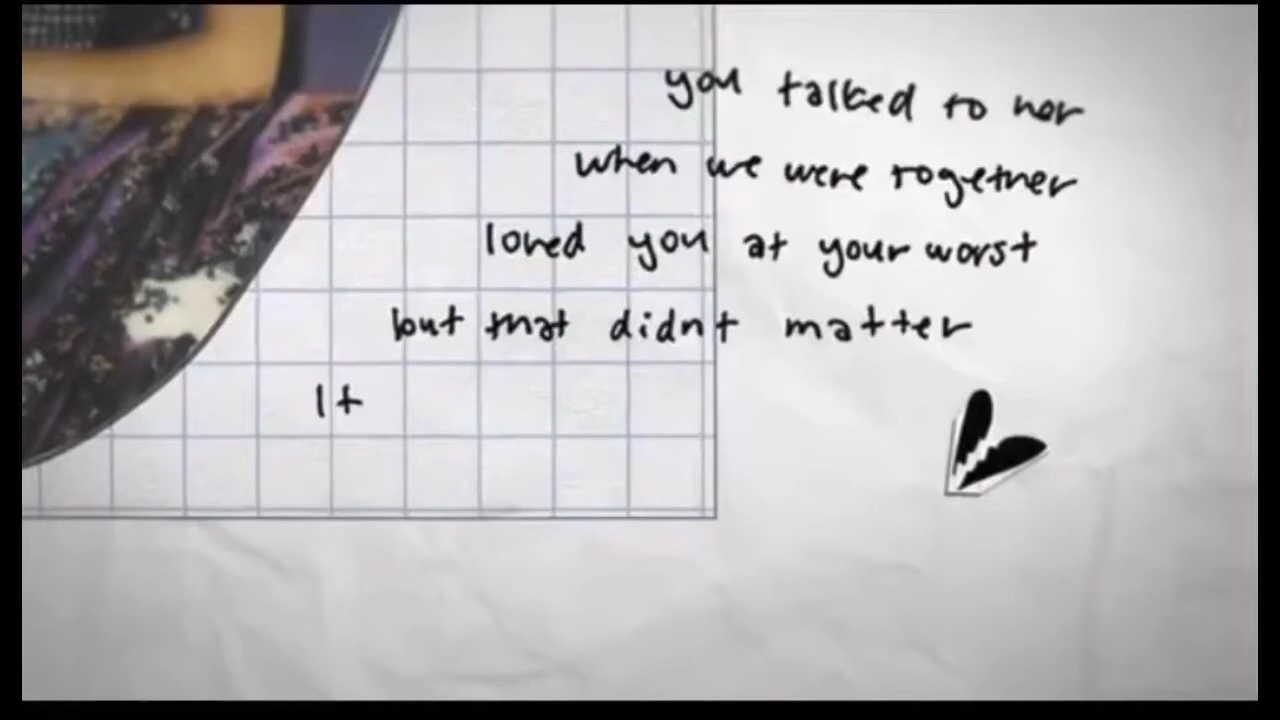 you talked to her
when we were together
loved you at your worst
but that didnt matter
It